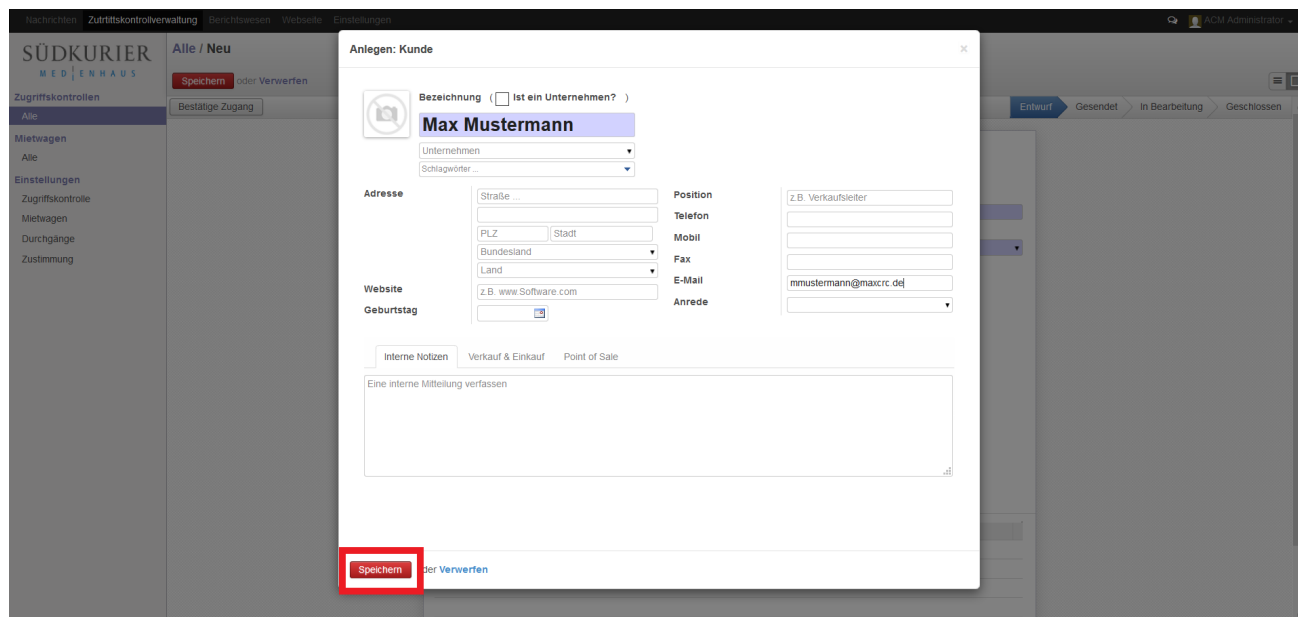 Nachrichten Zutrtittskontrollverwaltung Berichtswesen Webseite Einstellungen ACM Administrator
SÜDKURIER
MEDIENHAUS
Zugriffskontrollen
Alle
Mietwagen
Alle
Einstellungen
Zugriffskontrolle
Mietwagen
Durchgänge
Zustimmung
Alle / Neu
Speichern oder Verwerfen
Bestätige Zugang
Entwurf Gesendet In Bearbeitung Geschlossen
Anlegen: Kunde ×
Bezeichnung ( Ist ein Unternehmen? )
Max Mustermann
Unternehmen
Schlagwörter ...
Adresse
Straße ...
PLZ Stadt
Bundesland
Land
Website z.B. www.Software.com
Geburtstag
Position z.B. Verkaufsleiter
Telefon
Mobil
Fax
E-Mail mmustermann@maxcrc.de
Anrede
Interne Notizen Verkauf & Einkauf Point of Sale
Eine interne Mitteilung verfassen
Speichern der Verwerfen